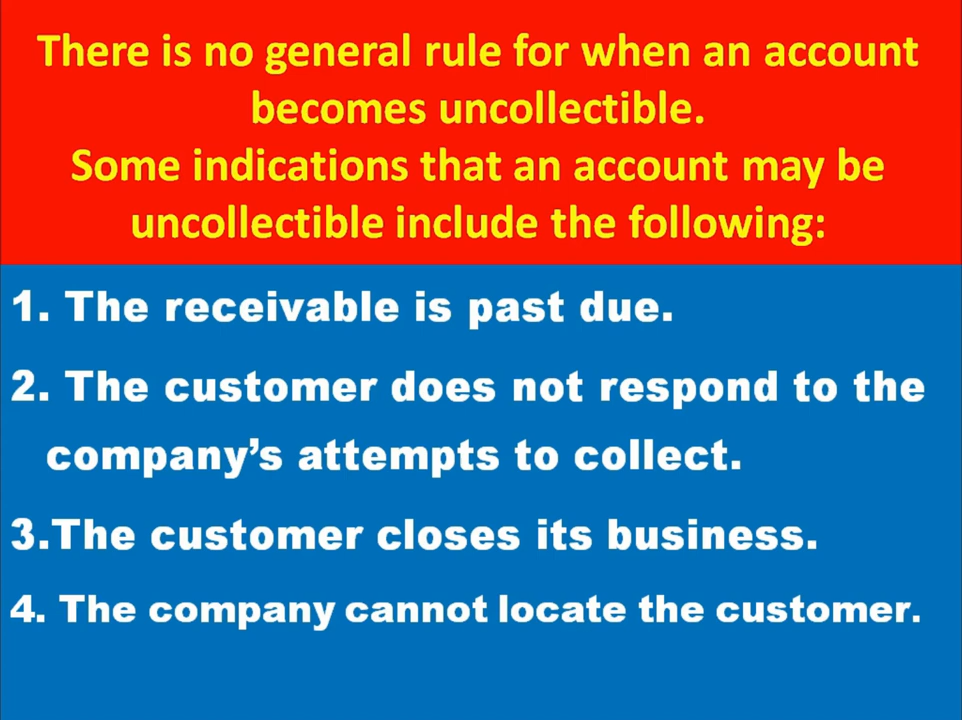 There is no general rule for when an account
becomes uncollectible.
Some indications that an account may be
uncollectible include the following:
1. The receivable is past due.
2. The customer does not respond to the
company’s attempts to collect.
3.The customer closes its business.
4. The company cannot locate the customer.